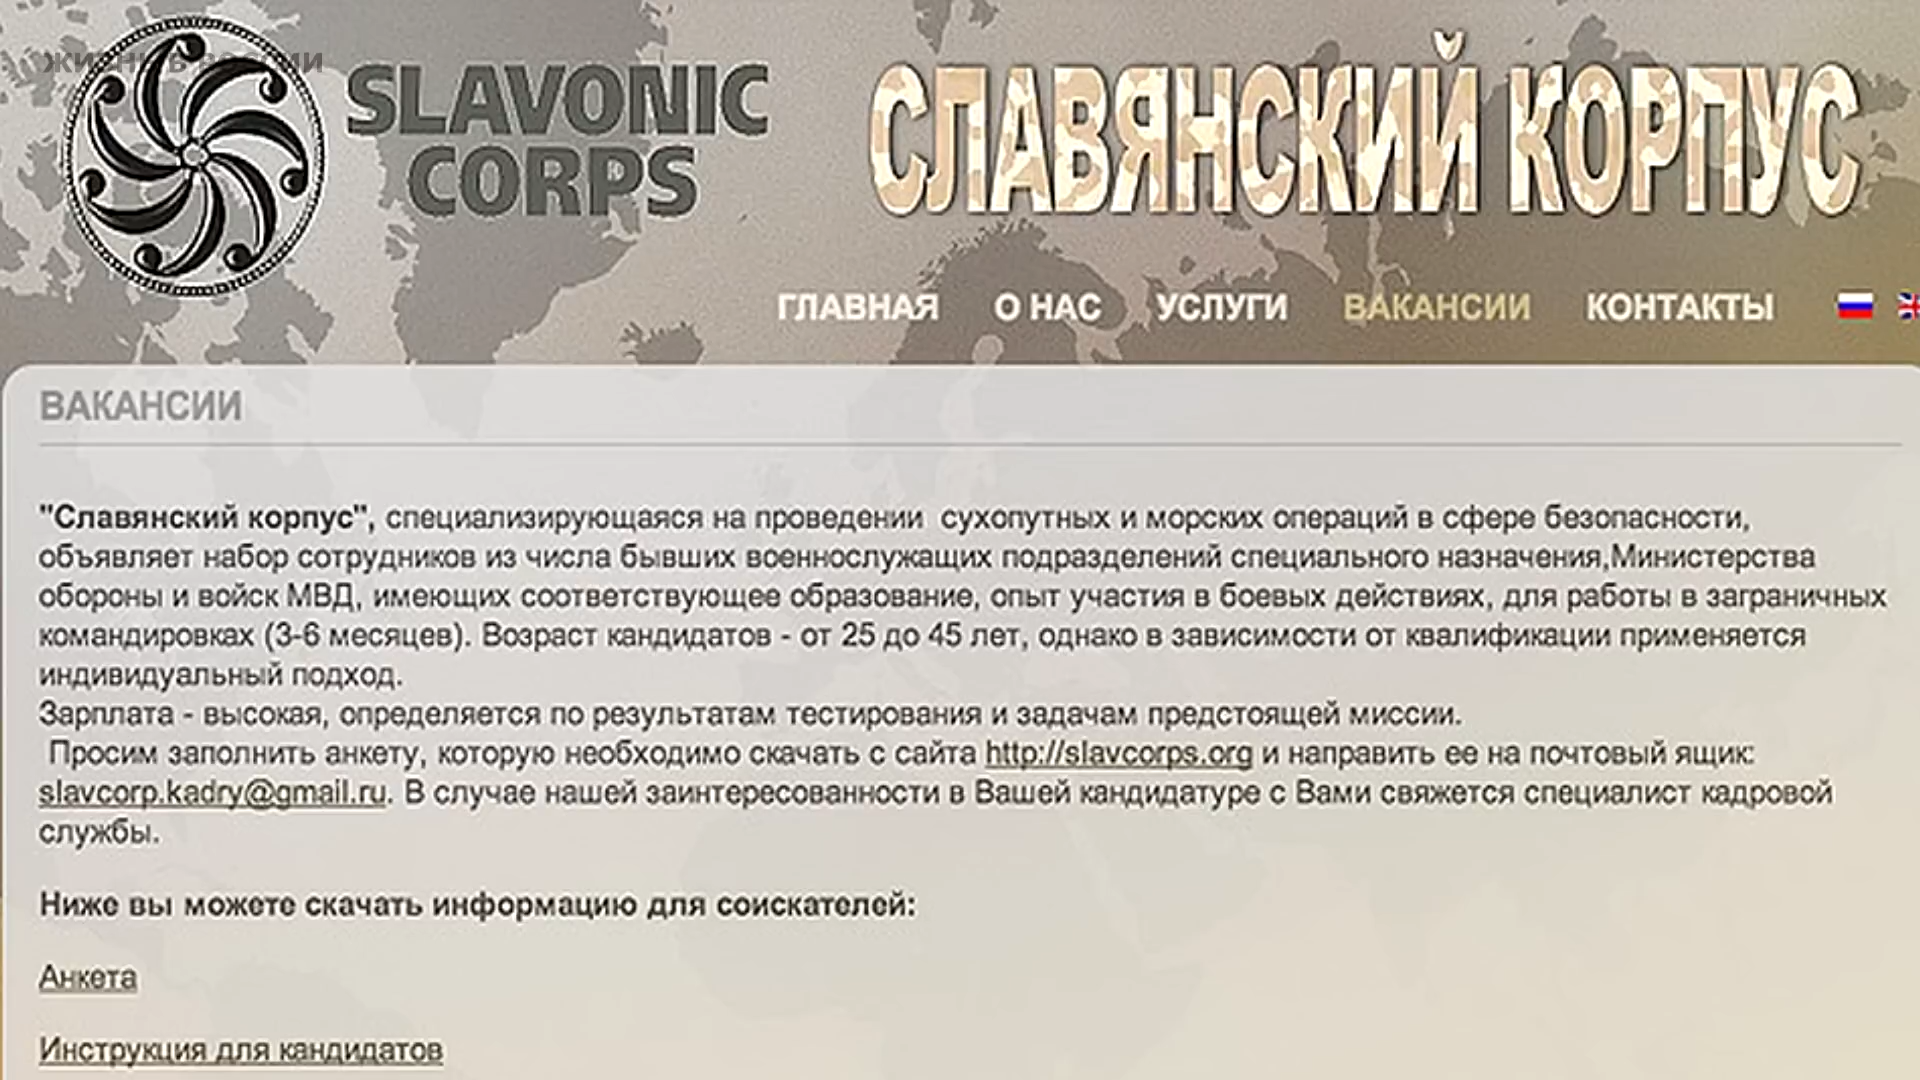 жизнь в россии
SLAVONIC
CORPS
СЛАВЯНСКИЙ КОРПУС
ГЛАВНАЯ О НАС УСЛУГИ ВАКАНСИИ КОНТАКТЫ
ВАКАНСИИ
"Славянский корпус", специализирующаяся на проведении сухопутных и морских операций в сфере безопасности,
объявляет набор сотрудников из числа бывших военнослужащих подразделений специального назначения,Министерства
обороны и войск МВД, имеющих соответствующее образование, опыт участия в боевых действиях, для работы в заграничных
командировках (3-6 месяцев). Возраст кандидатов - от 25 до 45 лет, однако в зависимости от квалификации применяется
индивидуальный подход.
Зарплата - высокая, определяется по результатам тестирования и задачам предстоящей миссии.
Просим заполнить анкету, которую необходимо скачать с сайта http://slavcorps.org и направить ее на почтовый ящик:
slavcorp.kadry@gmail.ru. В случае нашей заинтересованности в Вашей кандидатуре с Вами свяжется специалист кадровой
службы.
Ниже вы можете скачать информацию для соискателей:
Анкета
Инструкция для кандидатов